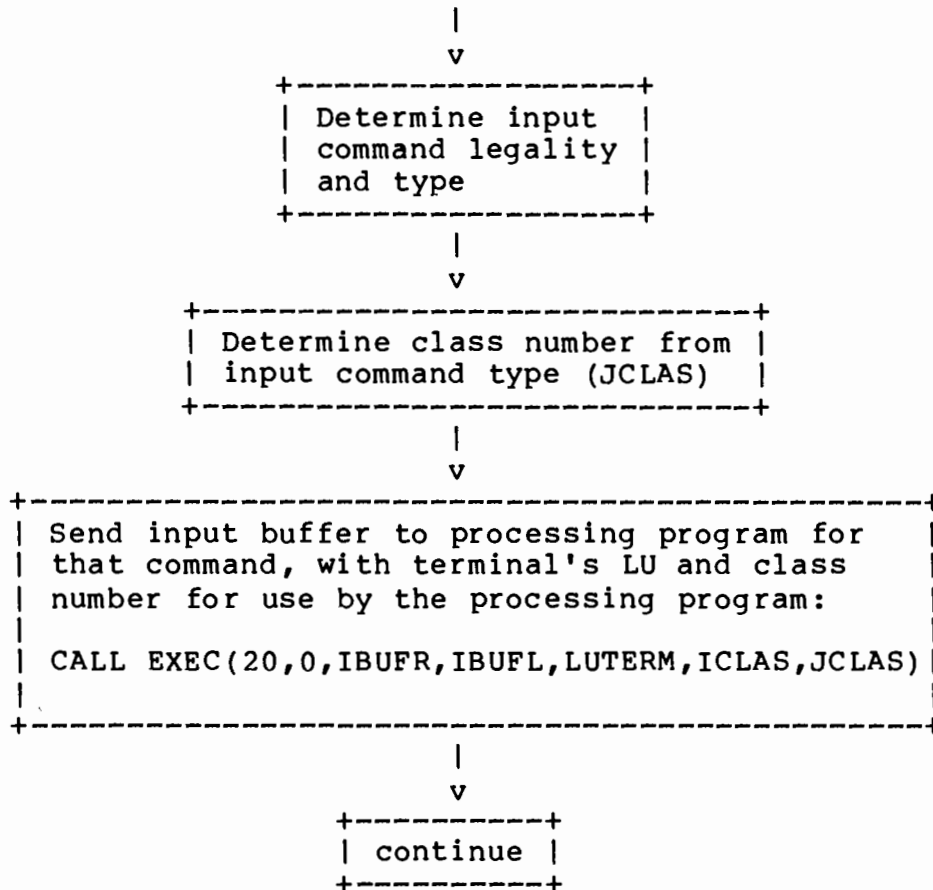 Determine input
command legality
and type
Determine class number from
input command type (JCLAS)
Send input buffer to processing program for
that command, with terminal's LU and class
number for use by the processing program:
CALL EXEC(20,0,IBUFR,IBUFL,LUTERM,ICLAS,JCLAS)
continue